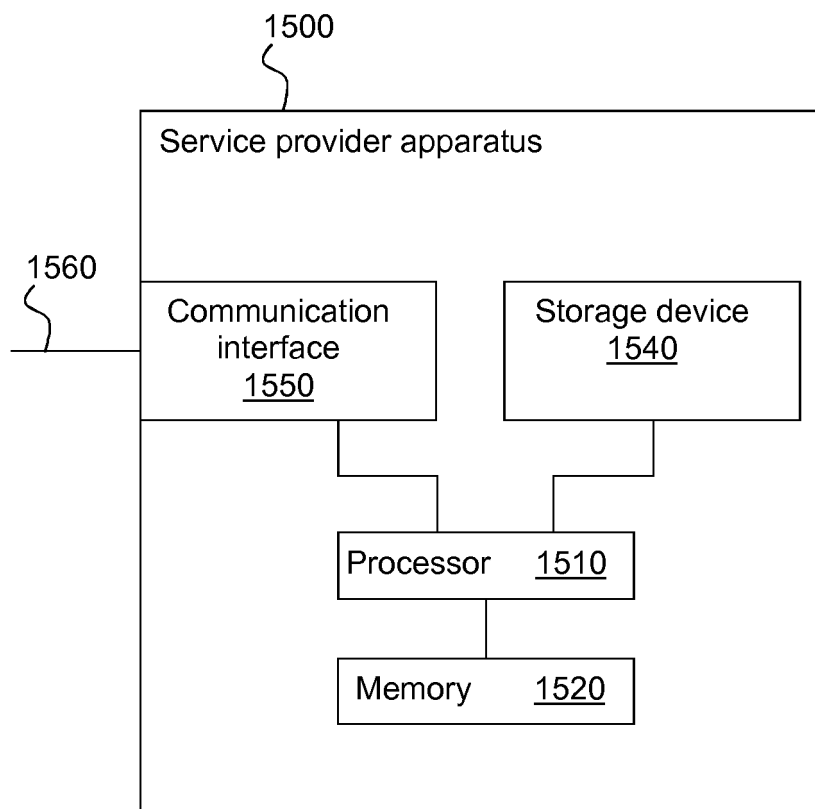 1500
Service provider apparatus
1560
Communication
interface
1550
Storage device
1540
Processor 1510
Memory 1520